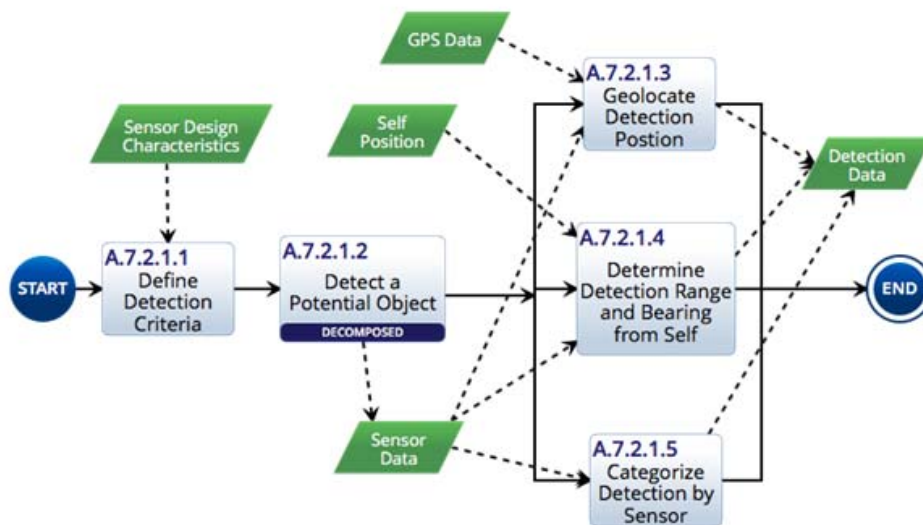 GPS Data
A.7.2.1.3
Geolocate
Detection
Postion
Sensor Design
Characteristics
Self
Position
Detection
Data
A.7.2.1.1
Define
Detection
Criteria
A.7.2.1.2
Detect a
Potential Object
DECOMPOSED
A.7.2.1.4
Determine
Detection Range
and Bearing
from Self
START
END
Sensor
Data
A.7.2.1.5
Categorize
Detection by
Sensor